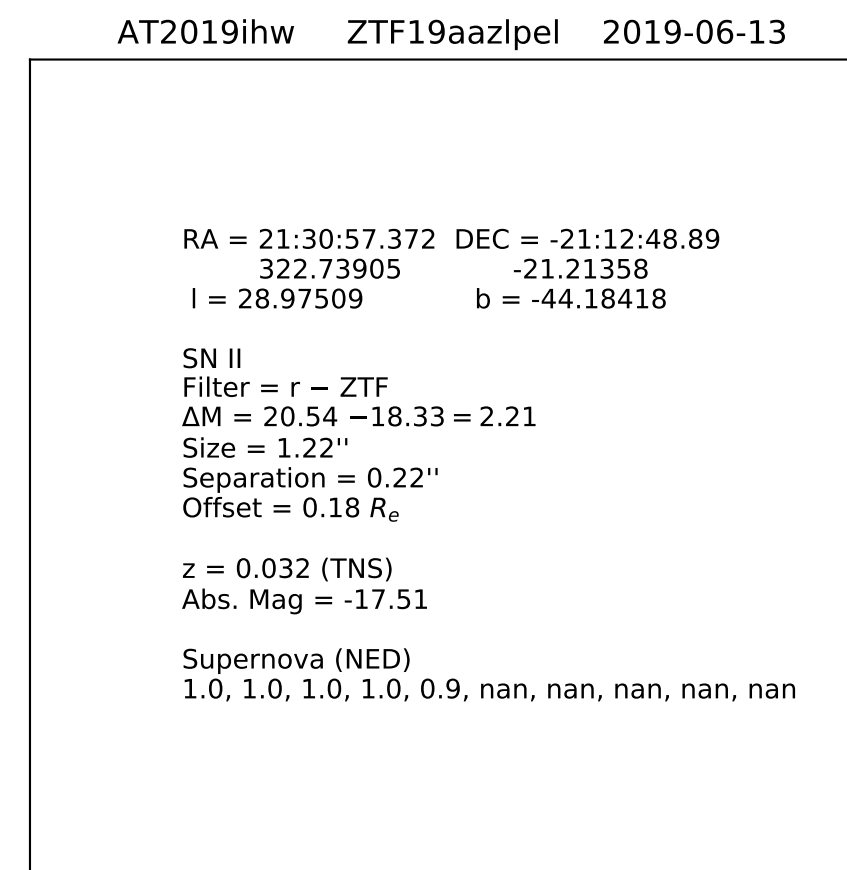 AT2019ihw ZTF19aazlpel 2019-06-13
RA = 21:30:57.372 DEC = -21:12:48.89
322.73905 -21.21358
l = 28.97509 b = -44.18418
SN II
Filter = r − ZTF
ΔM = 20.54 −18.33 = 2.21
Size = 1.22''
Separation = 0.22''
Offset = 0.18 Rₑ
z = 0.032 (TNS)
Abs. Mag = -17.51
Supernova (NED)
1.0, 1.0, 1.0, 1.0, 0.9, nan, nan, nan, nan, nan